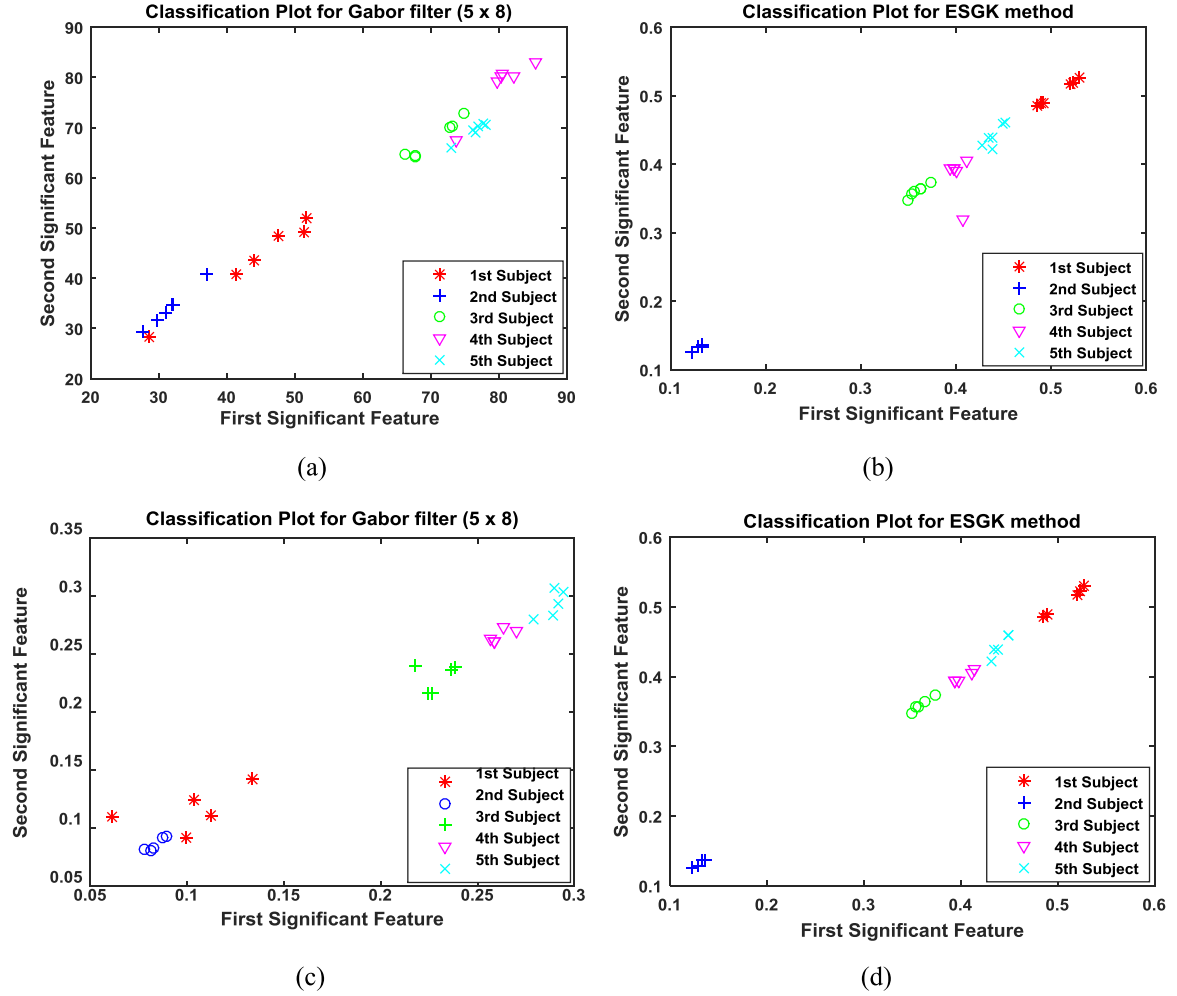 Classification Plot for Gabor filter (5 x 8)
90
80
70
60
50
40
30
20
Second Significant Feature
1st Subject
2nd Subject
3rd Subject
4th Subject
5th Subject
20 30 40 50 60 70 80 90
First Significant Feature
(a)
Classification Plot for ESGK method
0.6
0.5
0.4
0.3
0.2
0.1
Second Significant Feature
1st Subject
2nd Subject
3rd Subject
4th Subject
5th Subject
0.1 0.2 0.3 0.4 0.5 0.6
First Significant Feature
(b)
Classification Plot for Gabor filter (5 x 8)
0.35
0.3
0.25
0.2
0.15
0.1
0.05
Second Significant Feature
1st Subject
2nd Subject
3rd Subject
4th Subject
5th Subject
0.05 0.1 0.15 0.2 0.25 0.3
First Significant Feature
(c)
Classification Plot for ESGK method
0.6
0.5
0.4
0.3
0.2
0.1
Second Significant Feature
1st Subject
2nd Subject
3rd Subject
4th Subject
5th Subject
0.1 0.2 0.3 0.4 0.5 0.6
First Significant Feature
(d)